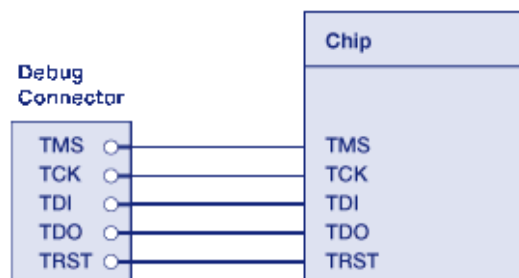 Chip
Debug
Connector
TMS
TCK
TDI
TDO
TRST
TMS
TCK
TDI
TDO
TRST